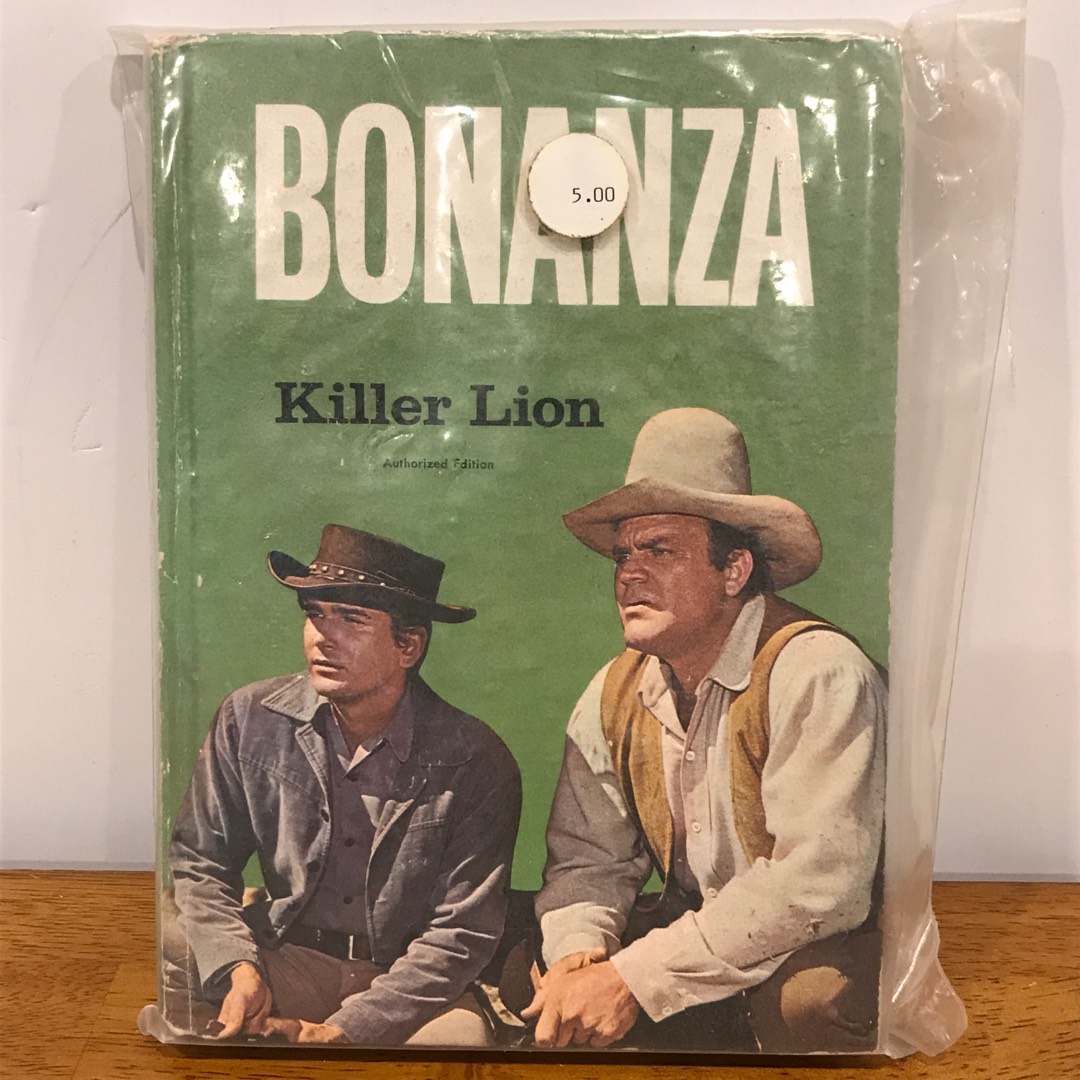 BONANZA
5.00
Killer Lion
Authorized Edition